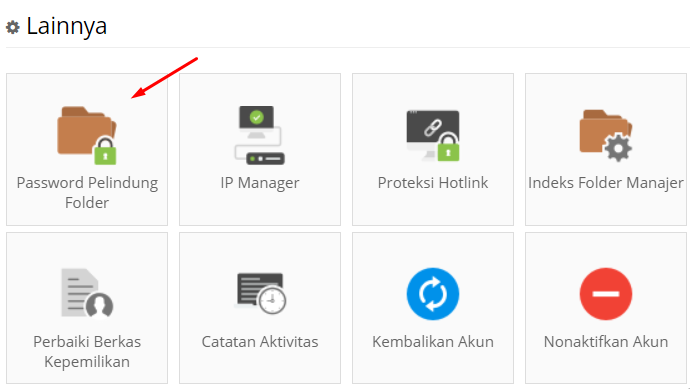 Lainnya
Password Pelindung
Folder
IP Manager
Proteksi Hotlink
Indeks Folder Manajer
Perbaiki Berkas
Kepemilikan
Catatan Aktivitas
Kembalikan Akun
Nonaktifkan Akun